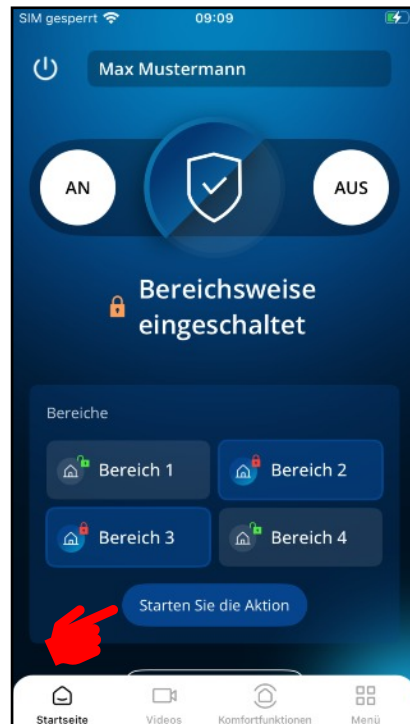 SIM gesperrt 09:09
Max Mustermann
AN AUS
Bereichsweise
eingeschaltet
Bereiche
Bereich 1 Bereich 2
Bereich 3 Bereich 4
Starten Sie die Aktion
Startseite Videos Komfortfunktionen Menü